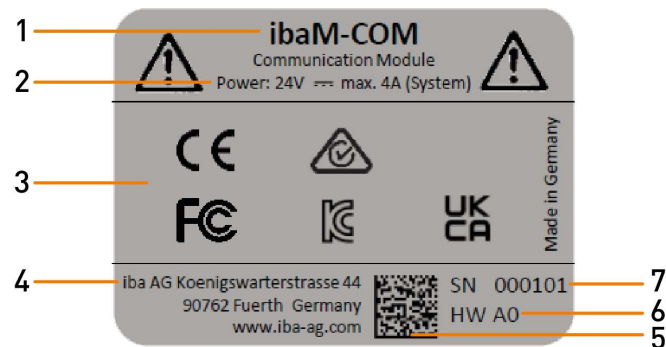 1
ibaM-COM
Communication Module
2
Power: 24V ⎓ max. 4A (System)
3
CE
FC
KC
UK
CA
Made in Germany
4
iba AG Koenigswarterstrasse 44
90762 Fuerth Germany
www.iba-ag.com
SN 000101
7
HW A0
6
5